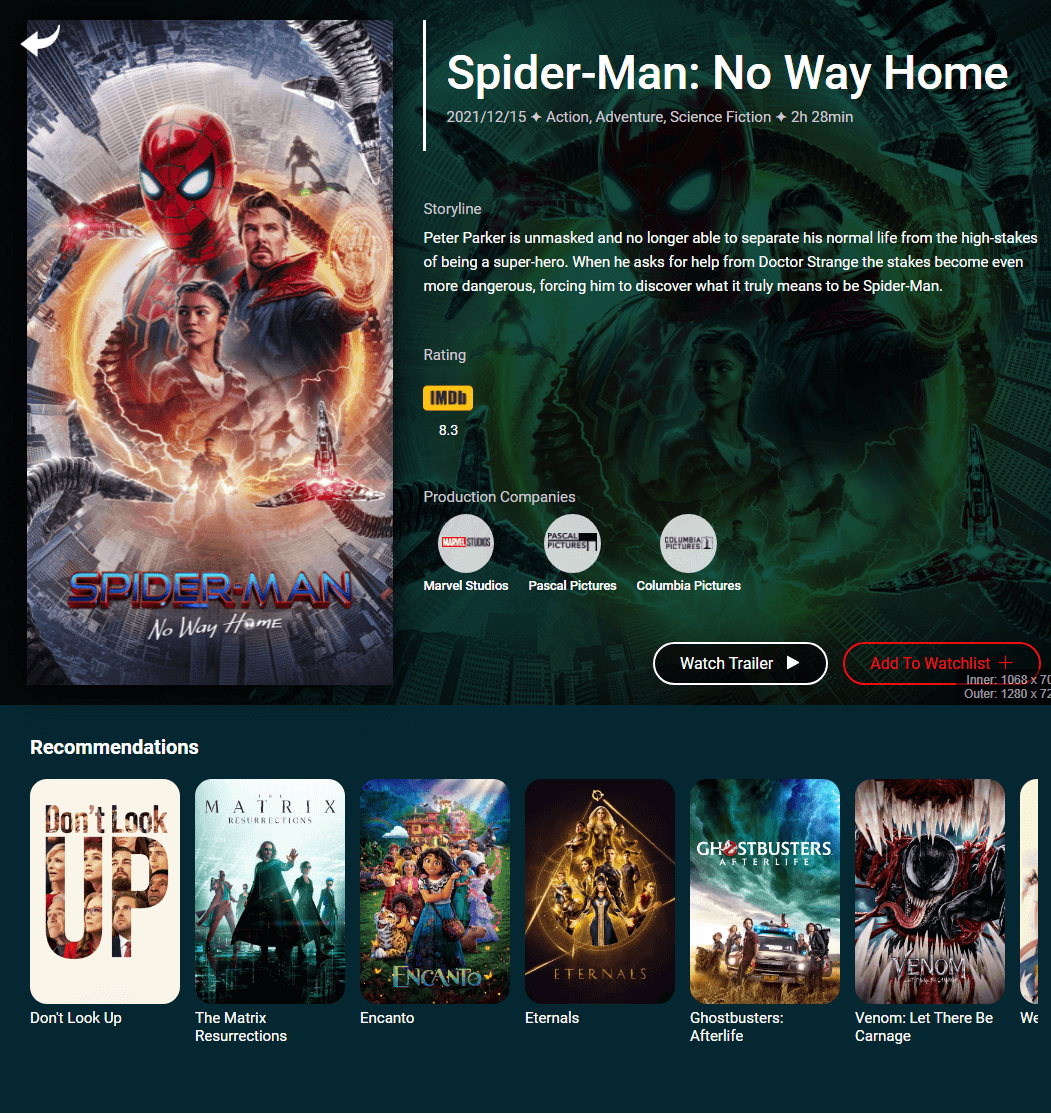 Spider-Man: No Way Home
2021/12/15 ✦ Action, Adventure, Science Fiction ✦ 2h 28min
Storyline
Peter Parker is unmasked and no longer able to separate his normal life from the high-stakes
of being a super-hero. When he asks for help from Doctor Strange the stakes become even
more dangerous, forcing him to discover what it truly means to be Spider-Man.
Rating
IMDb
8.3
Production Companies
MARVEL STUDIOS
PASCAL
PICTURES
COLUMBIA
PICTURES
Marvel Studios
Pascal Pictures
Columbia Pictures
SPIDER-MAN
No Way Home
Watch Trailer
Add To Watchlist
Inner: 1068 x 70
Outer: 1280 x 72
Recommendations
Don't Look
UP
THE
MATRIX
RESURRECTIONS
ENCANTO
ETERNALS
GHOSTBUSTERS
AFTERLIFE
VENOM
Don't Look Up
The Matrix
Resurrections
Encanto
Eternals
Ghostbusters:
Afterlife
Venom: Let There Be
Carnage
We